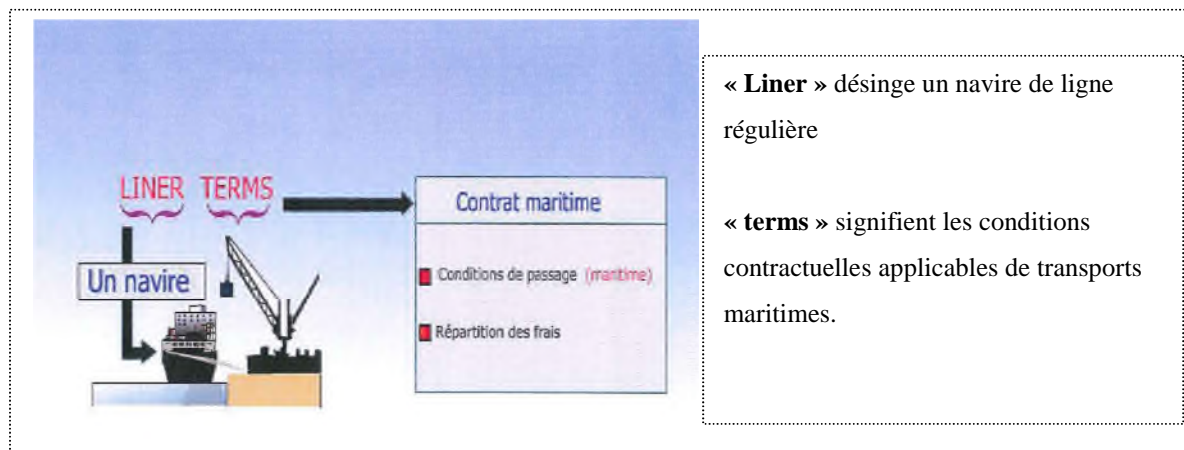 LINER TERMS
Un navire
Contrat maritime
Conditions de passage (maritime)
Répartition des frais
« Liner » désinge un navire de ligne
régulière
« terms » signifient les conditions
contractuelles applicables de transports
maritimes.